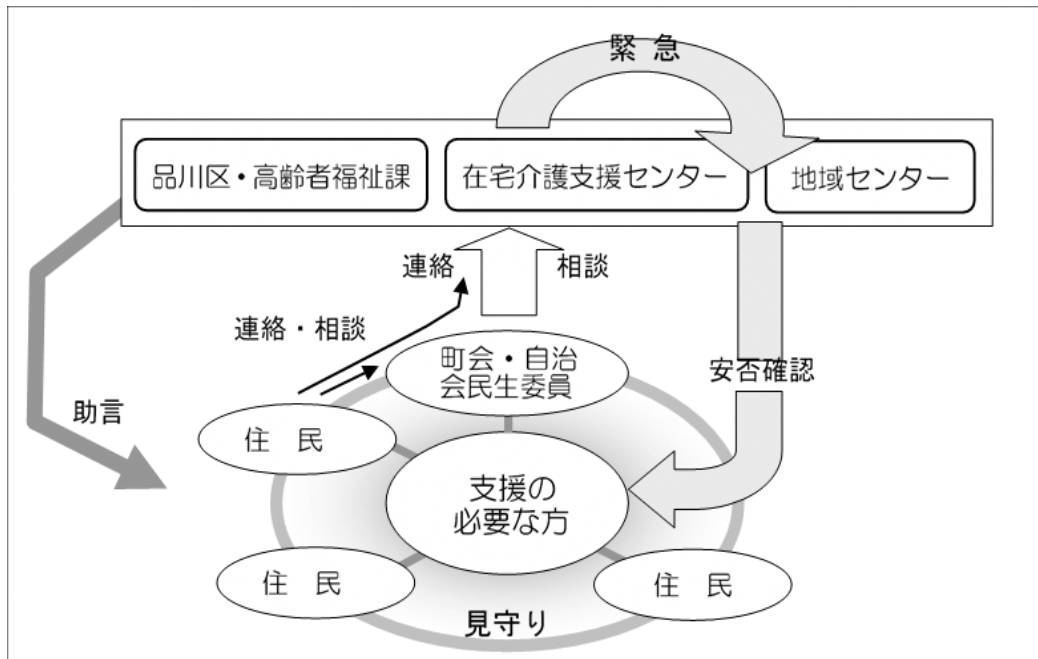 緊 急
品川区・高齢者福祉課
在宅介護支援センター
地域センター
連絡
相談
連絡・相談
町会・自治
会民生委員
安否確認
助言
住 民
支援の
必要な方
住 民
住 民
見守り